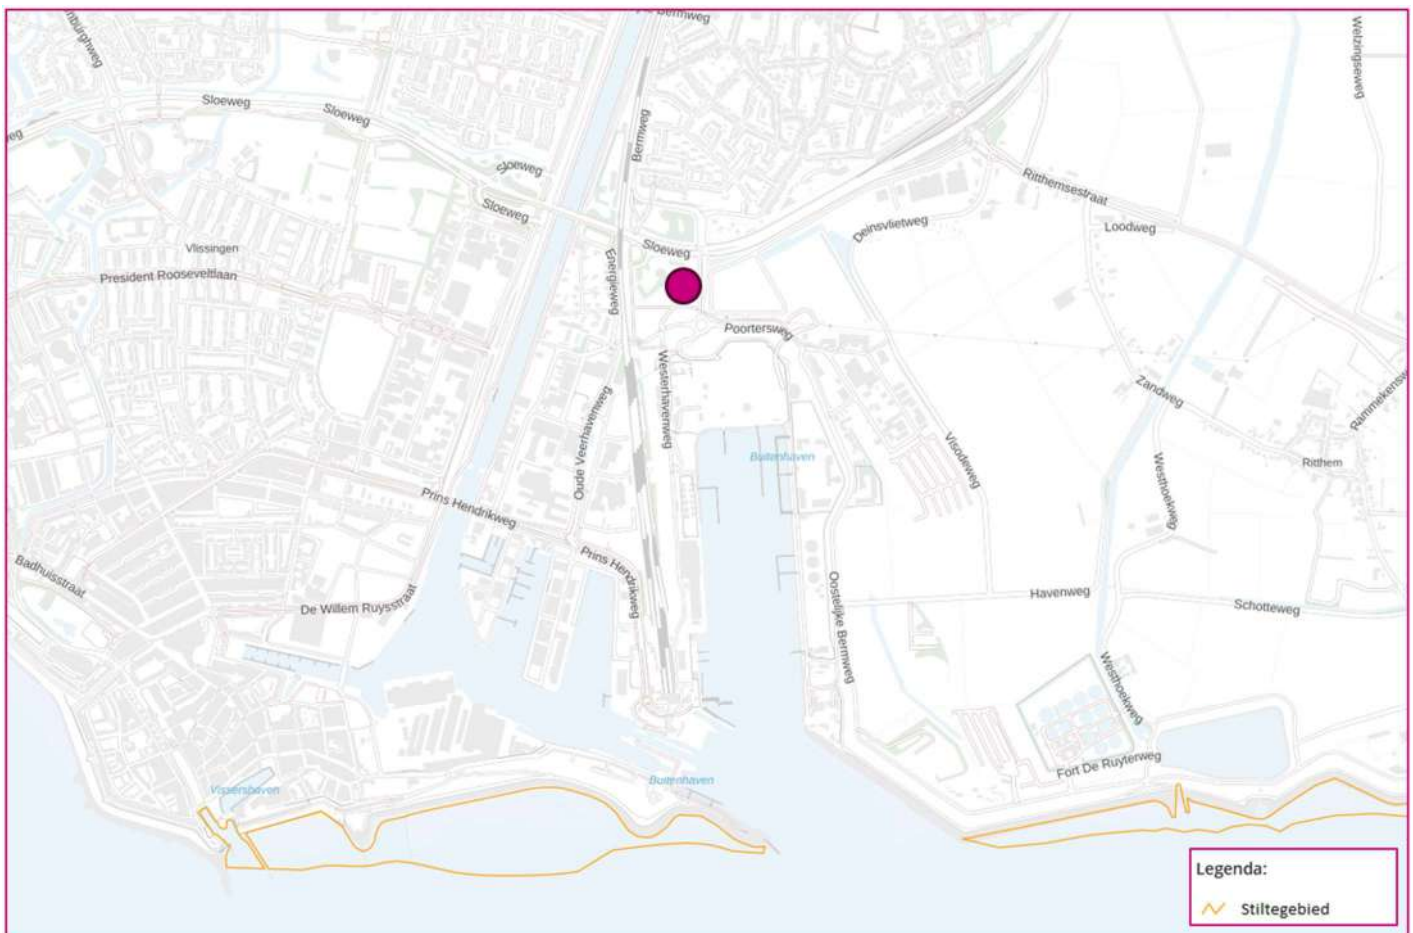 Bermweg
Welzingseweg
Sloeweg
Sloeweg
Sloeweg
Bermweg
Ritthemsestraat
Sloeweg
Deinsvlietweg
Loodweg
Vlissingen
Sloeweg
President Rooseveltlaan
Energieweg
Poortersweg
Westerhavenweg
Zandweg
Oude Veerhavenweg
Visodeweg
Buitenhaven
Ritthem
Westhoekweg
Prins Hendrikweg
Prins Hendrikweg
Badhuisstraat
De Willem Ruysstraat
Oostelijke Bermweg
Havenweg
Schotteweg
Westhoekweg
Fort De Ruyterweg
Buitenhaven
Vissershaven
Legenda:
Stiltegebied